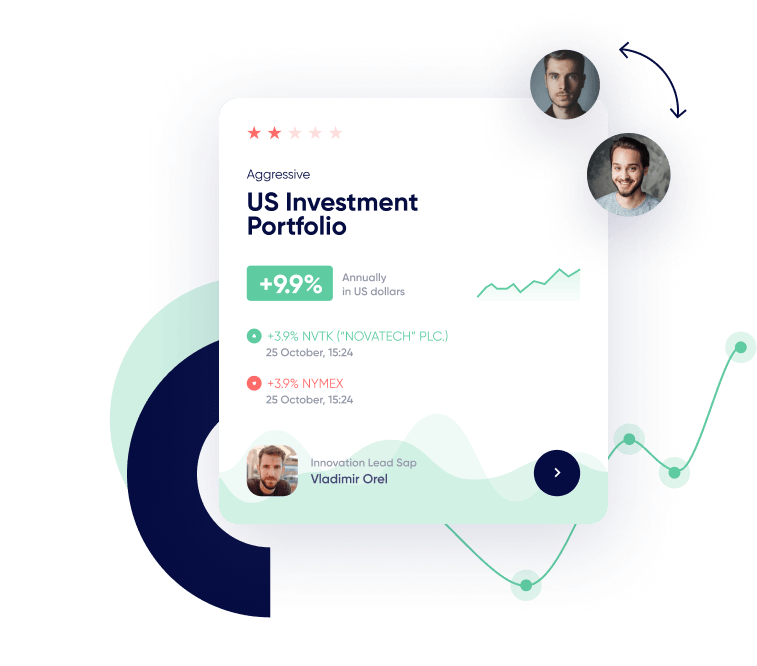 Aggressive
US Investment
Portfolio
+9.9%
Annually
in US dollars
+3.9% NVTK (“NOVATECH” PLC.)
25 October, 15:24
+3.9% NYMEX
25 October, 15:24
Innovation Lead Sap
Vladimir Orel